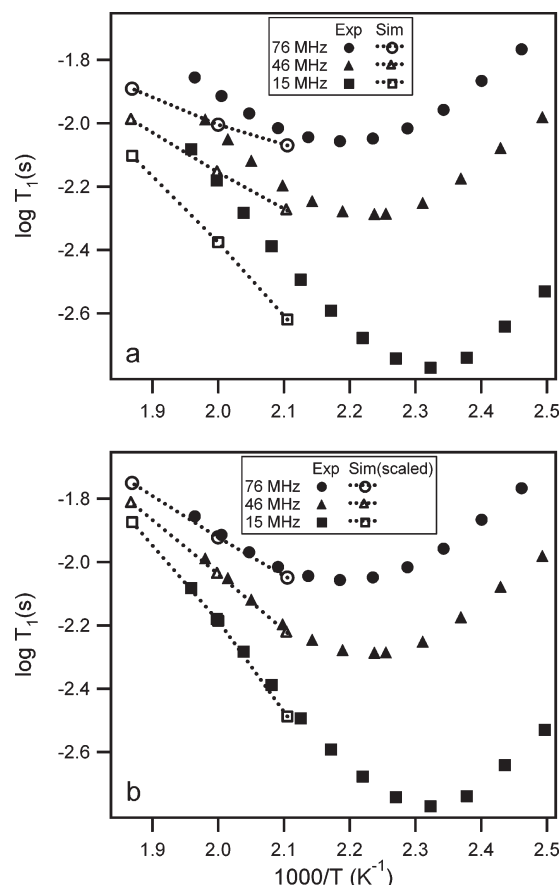 Exp Sim
76 MHz
46 MHz
15 MHz
-1.8
-2.0
-2.2
-2.4
-2.6
log T1(s)
a
1.9 2.0 2.1 2.2 2.3 2.4 2.5
Exp Sim(scaled)
76 MHz
46 MHz
15 MHz
-1.8
-2.0
-2.2
-2.4
-2.6
log T1(s)
b
1.9 2.0 2.1 2.2 2.3 2.4 2.5
1000/T (K-1)